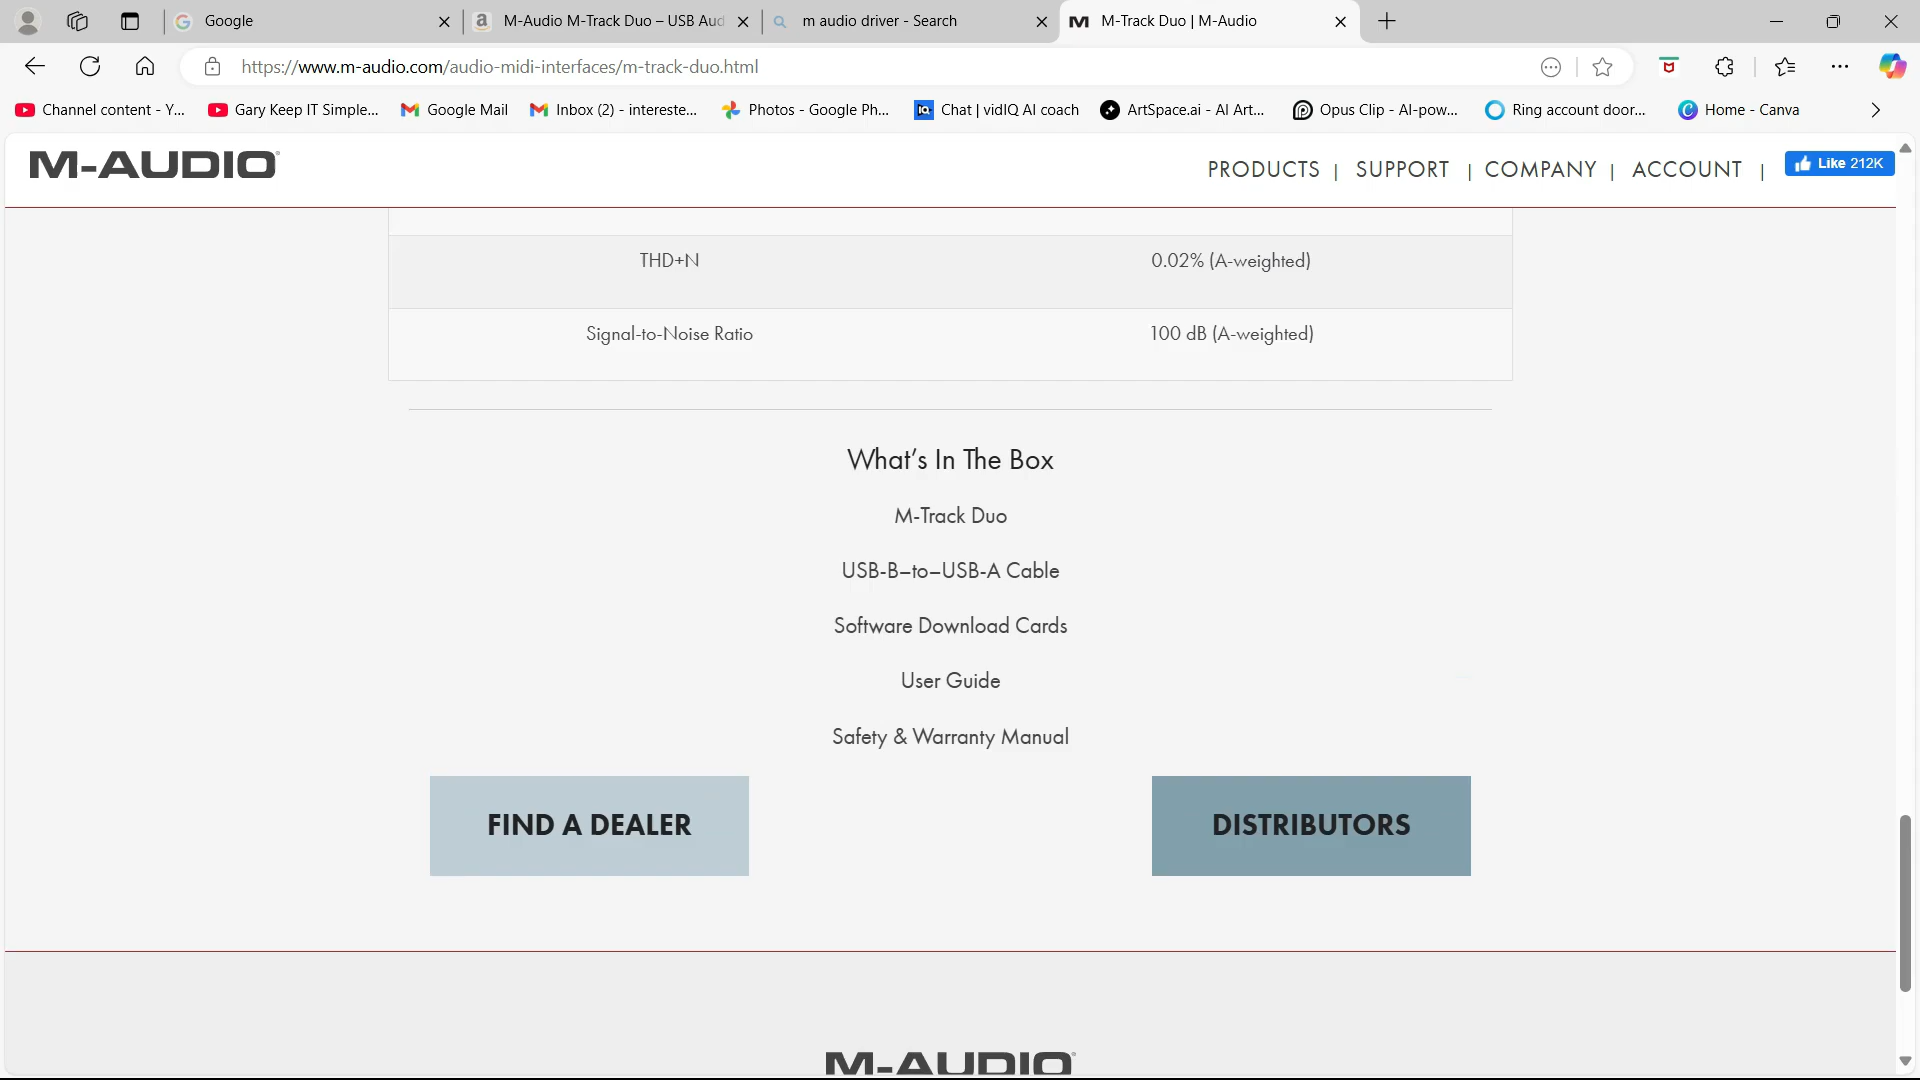 Google
M-Audio M-Track Duo – USB Aud
m audio driver - Search
M-Track Duo | M-Audio
https://www.m-audio.com/audio-midi-interfaces/m-track-duo.html
Channel content - Y...
Gary Keep IT Simple...
Google Mail
Inbox (2) - intereste...
Photos - Google Ph...
Chat | vidIQ AI coach
ArtSpace.ai - AI Art...
Opus Clip - AI-pow...
Ring account door...
Home - Canva
M-AUDIO
PRODUCTS | SUPPORT | COMPANY | ACCOUNT |
Like 212K
THD+N 0.02% (A-weighted)
Signal-to-Noise Ratio 100 dB (A-weighted)
What's In The Box
M-Track Duo
USB-B–to–USB-A Cable
Software Download Cards
User Guide
Safety & Warranty Manual
FIND A DEALER
DISTRIBUTORS
M-AUDIO